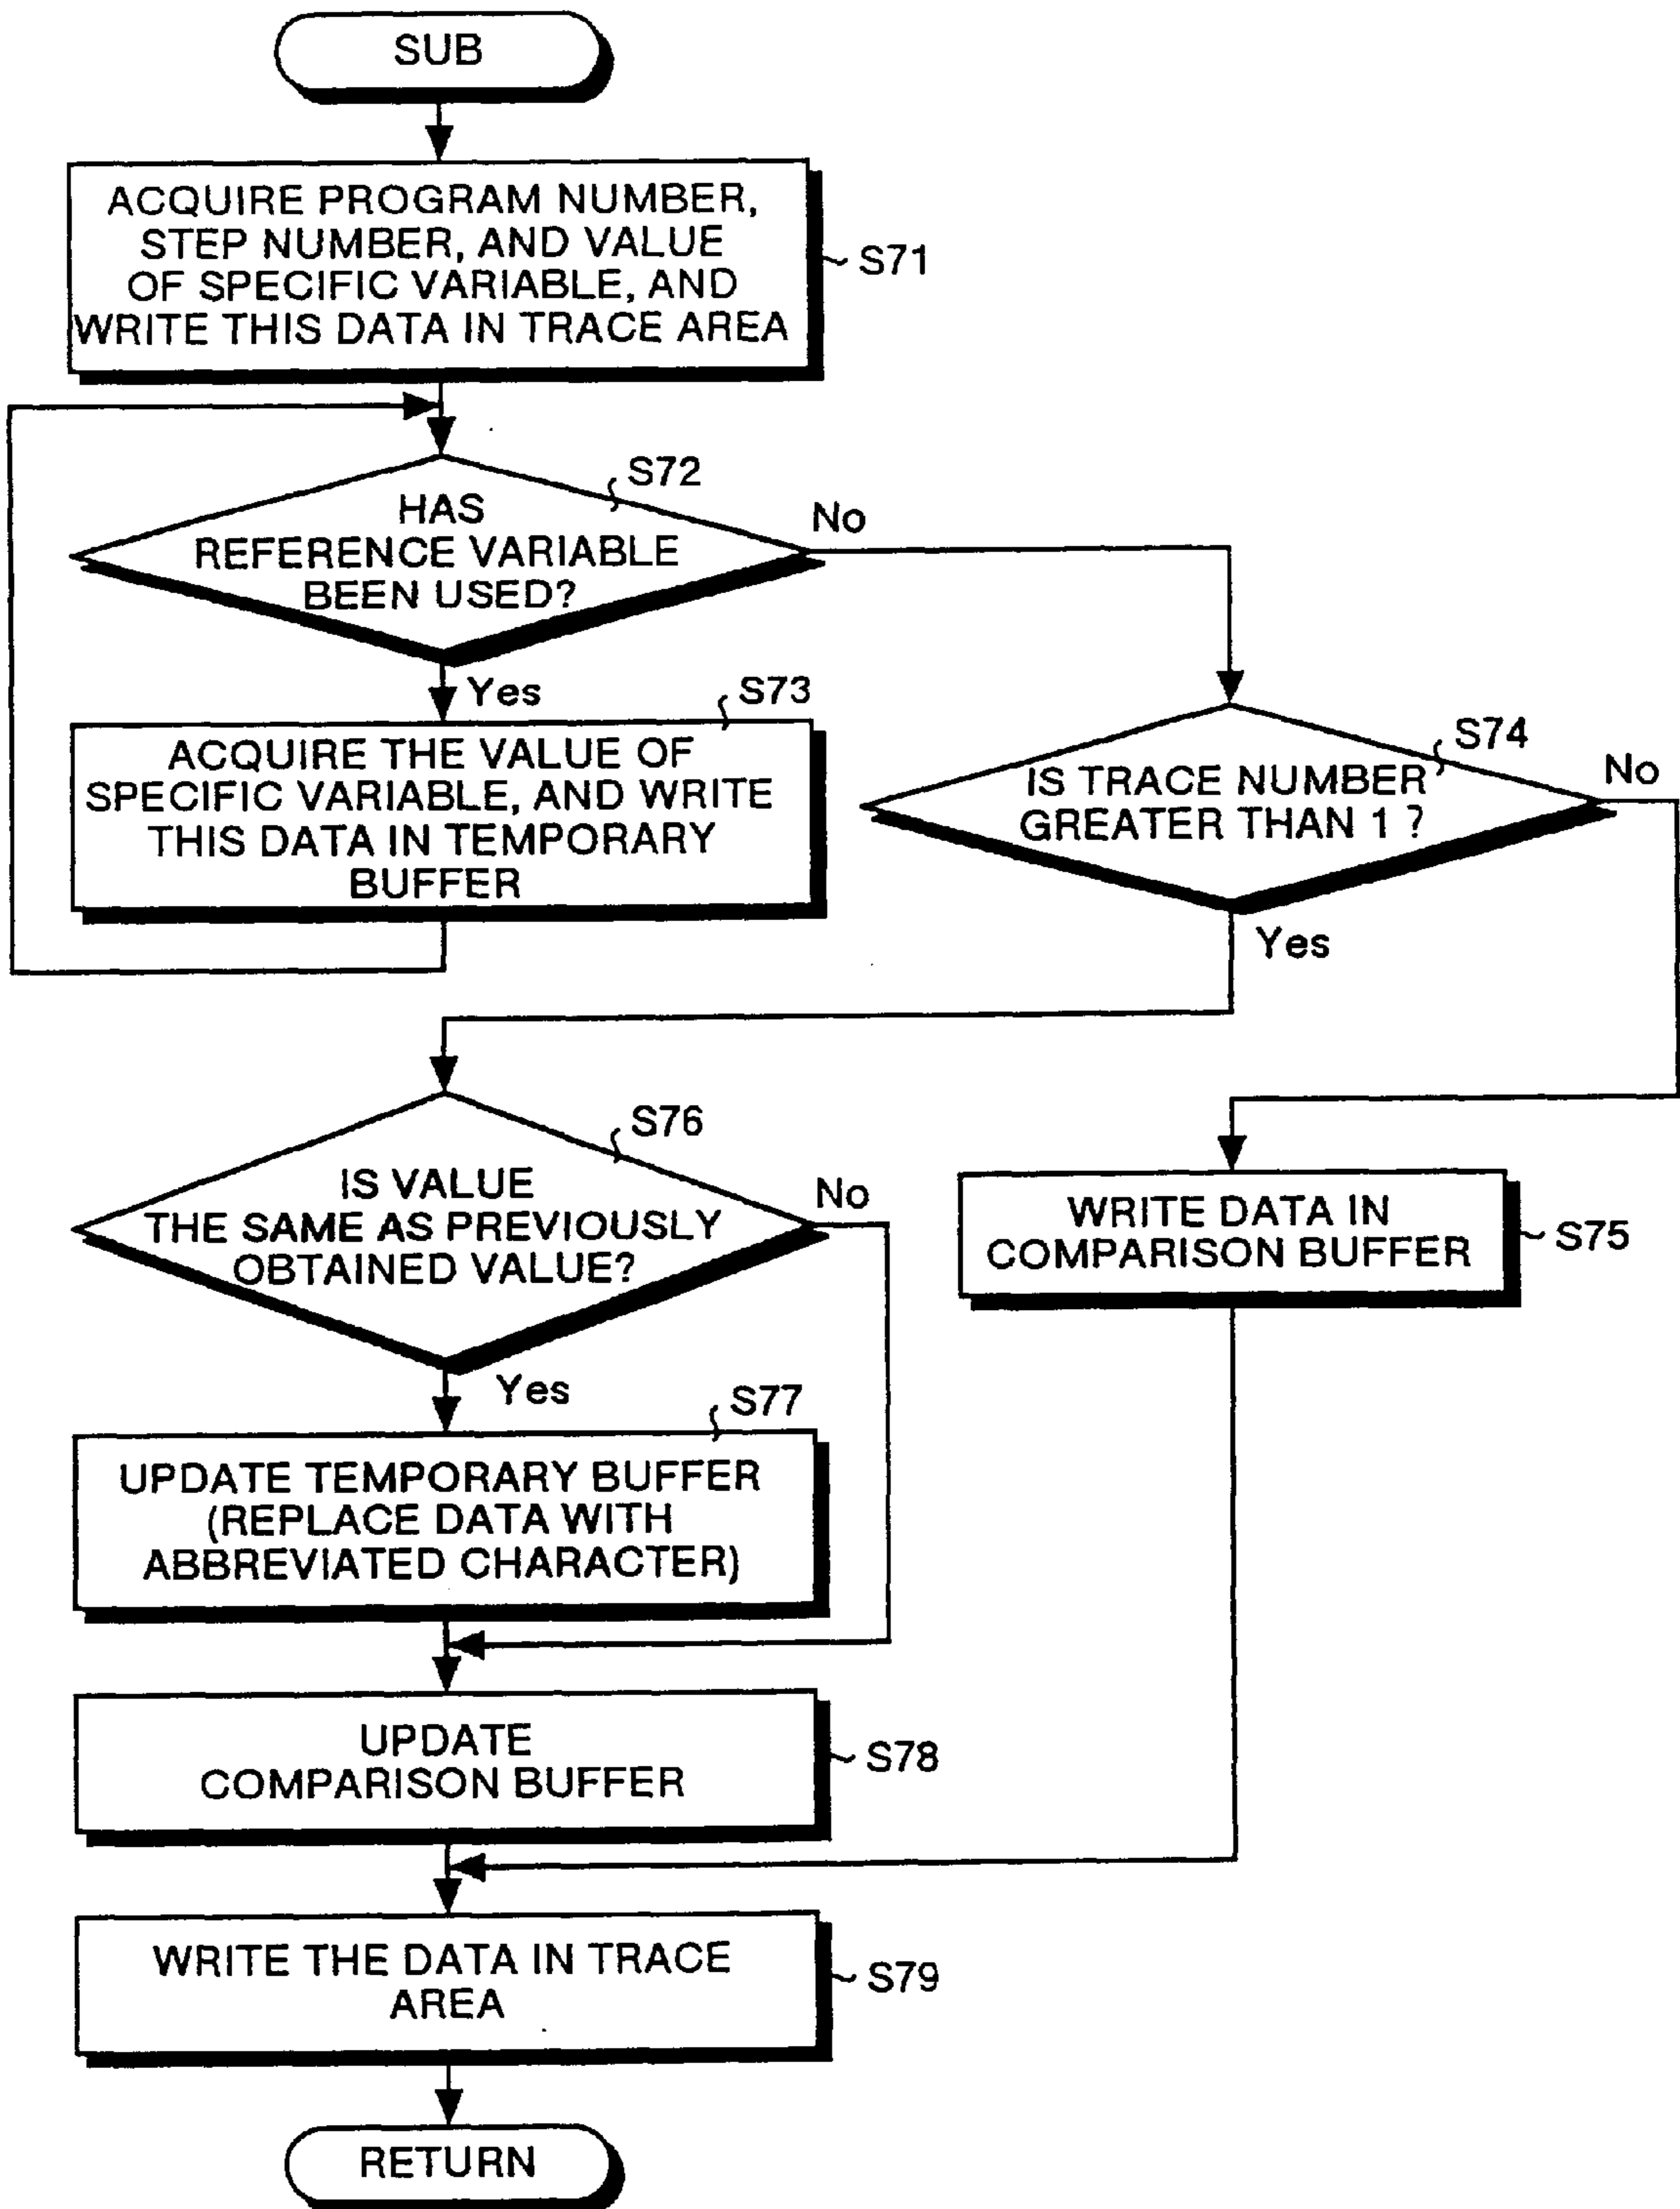 SUB
ACQUIRE PROGRAM NUMBER,
STEP NUMBER, AND VALUE
OF SPECIFIC VARIABLE, AND
WRITE THIS DATA IN TRACE AREA
S71
S72
HAS
REFERENCE VARIABLE
BEEN USED?
No
Yes
S73
ACQUIRE THE VALUE OF
SPECIFIC VARIABLE, AND WRITE
THIS DATA IN TEMPORARY
BUFFER
S74
IS TRACE NUMBER
GREATER THAN 1 ?
No
Yes
S76
IS VALUE
THE SAME AS PREVIOUSLY
OBTAINED VALUE?
No
Yes
WRITE DATA IN
COMPARISON BUFFER
S75
S77
UPDATE TEMPORARY BUFFER
(REPLACE DATA WITH
ABBREVIATED CHARACTER)
UPDATE
COMPARISON BUFFER
S78
WRITE THE DATA IN TRACE
AREA
S79
RETURN